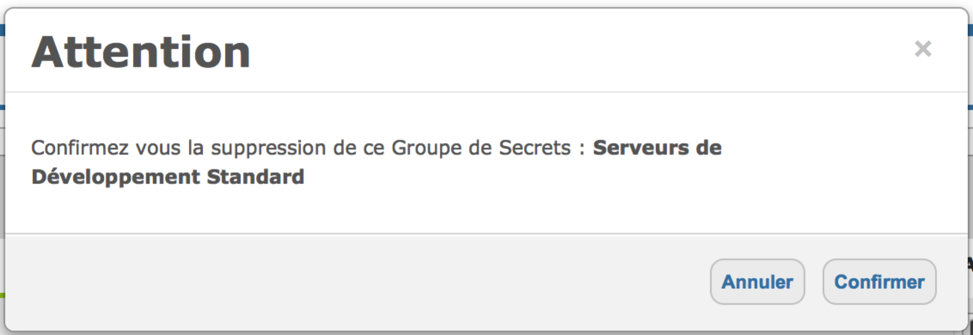 Attention
×
Confirmez vous la suppression de ce Groupe de Secrets : Serveurs de
Développement Standard
Annuler Confirmer